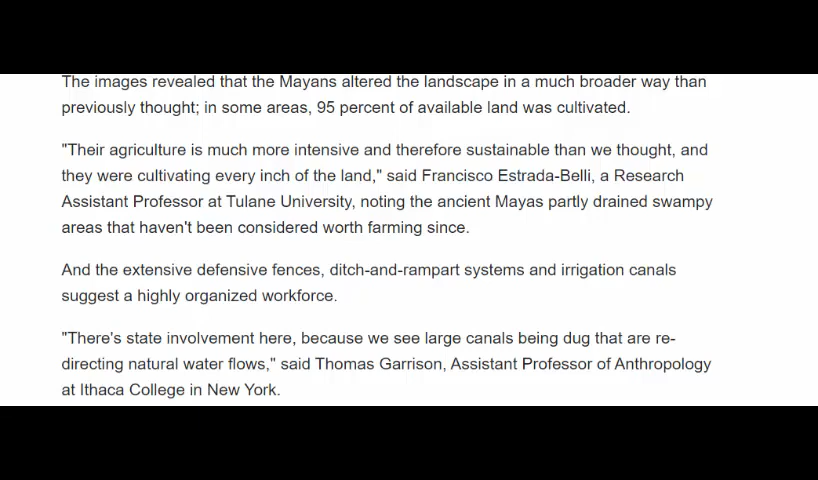 The images revealed that the Mayans altered the landscape in a much broader way than
previously thought; in some areas, 95 percent of available land was cultivated.
"Their agriculture is much more intensive and therefore sustainable than we thought, and
they were cultivating every inch of the land," said Francisco Estrada-Belli, a Research
Assistant Professor at Tulane University, noting the ancient Mayas partly drained swampy
areas that haven't been considered worth farming since.
And the extensive defensive fences, ditch-and-rampart systems and irrigation canals
suggest a highly organized workforce.
"There's state involvement here, because we see large canals being dug that are re-
directing natural water flows," said Thomas Garrison, Assistant Professor of Anthropology
at Ithaca College in New York.